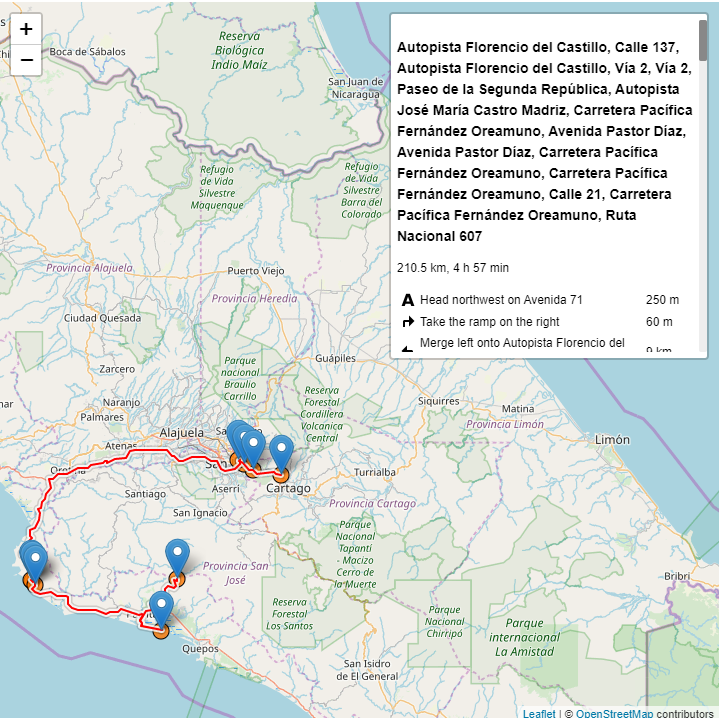 +
−
Boca de Sábalos
Reserva
Biológica
Indio Maíz
San Juan de
Nicaragua
Refugio
de Vida
Silvestre
Maquenque
Refugio
de Vida
Silvestre
Barra del
Colorado
Provincia Alajuela
Puerto Viejo
Provincia Heredia
Ciudad Quesada
Guápiles
Parque
nacional
Braulio
Carrillo
Zarcero
Reserva
Forestal
Cordillera
Volcanica
Central
Siquirres
Matina
Provincia Limón
Limón
Naranjo
Palmares
Atenas
Alajuela
Turrialba
Cartago
Aserri
Santiago
San Ignacio
Provincia Cartago
Parque
Nacional
Tapantí
- Macizo
Cerro de
la Muerte
Provincia San
José
Reserva
Forestal
Los Santos
Parque
Nacional
Chirripó
Parque
internacional
La Amistad
Bribri
Quepos
San Isidro
de El General
Autopista Florencio del Castillo, Calle 137,
Autopista Florencio del Castillo, Vía 2, Vía 2,
Paseo de la Segunda República, Autopista
José María Castro Madriz, Carretera Pacífica
Fernández Oreamuno, Avenida Pastor Díaz,
Avenida Pastor Díaz, Carretera Pacífica
Fernández Oreamuno, Carretera Pacífica
Fernández Oreamuno, Calle 21, Carretera
Pacífica Fernández Oreamuno, Ruta
Nacional 607
210.5 km, 4 h 57 min
A Head northwest on Avenida 71 250 m
Take the ramp on the right 60 m
Merge left onto Autopista Florencio del
9 km
Leaflet | © OpenStreetMap contributors